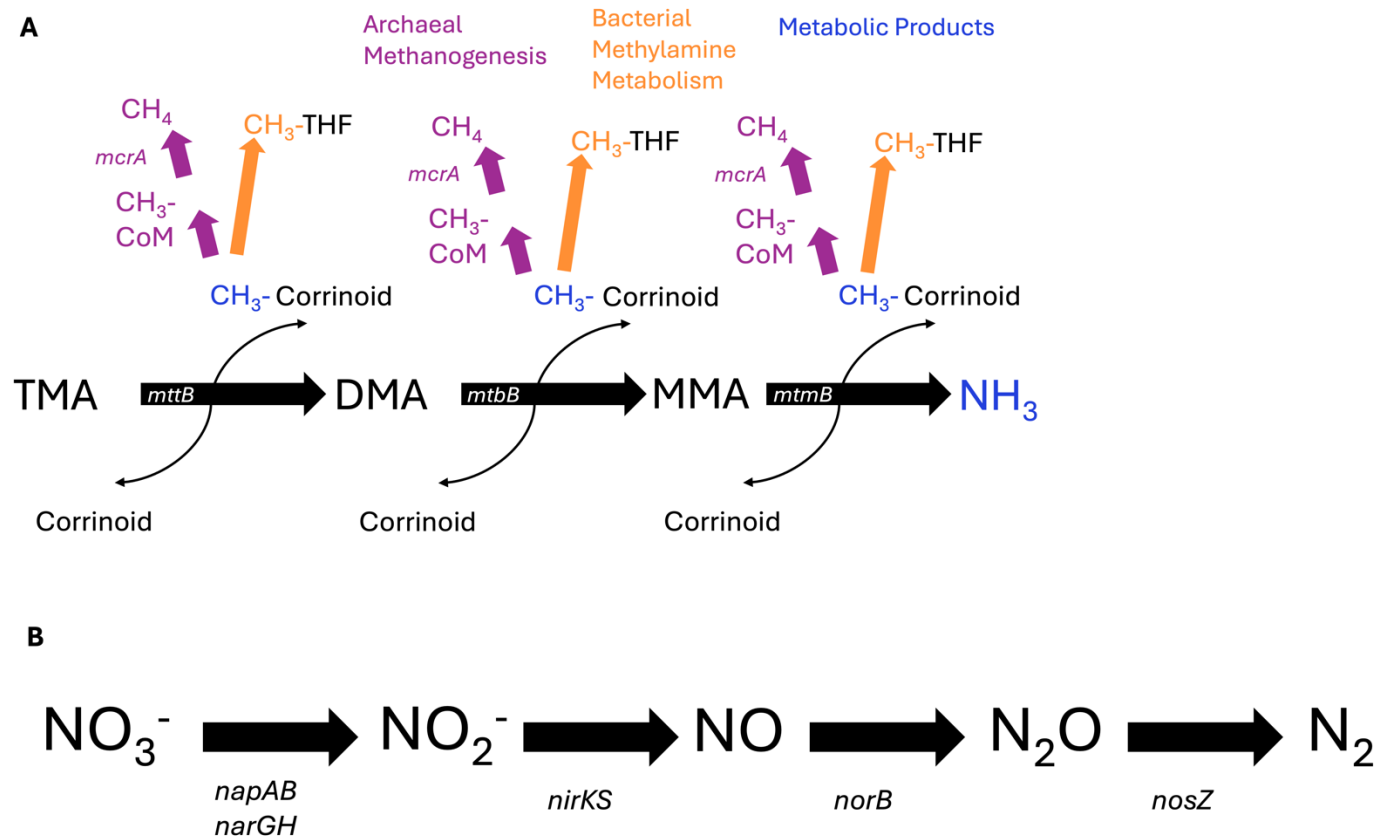 A
Archaeal
Methanogenesis
Bacterial
Methylamine
Metabolism
Metabolic Products
CH₄
CH₃-THF
mcrA
CH₃-
CoM
CH₃- Corrinoid
CH₄
CH₃-THF
mcrA
CH₃-
CoM
CH₃- Corrinoid
CH₄
CH₃-THF
mcrA
CH₃-
CoM
CH₃- Corrinoid
TMA mttB DMA mtbB MMA mtmB NH₃
Corrinoid Corrinoid Corrinoid
B
NO₃⁻ NO₂⁻ NO N₂O N₂
napAB
narGH
nirKS
norB
nosZ